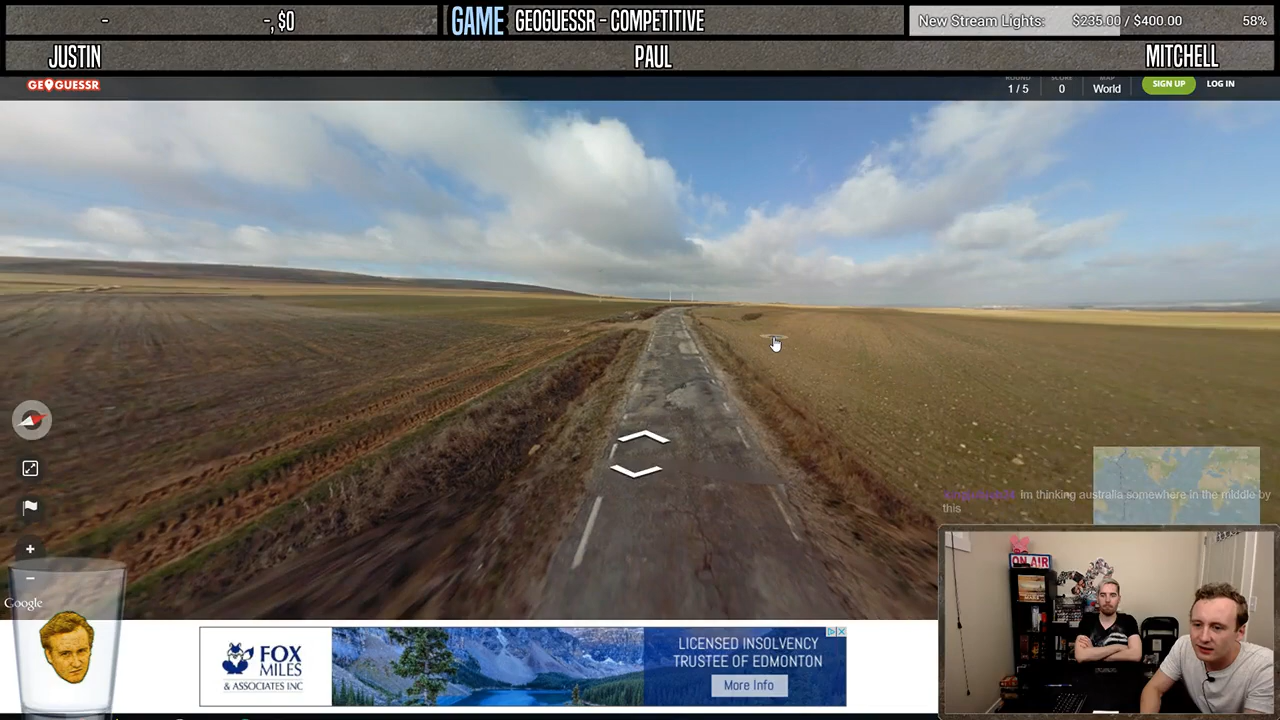 -
-, $0
GAME GEOGUESSR - COMPETITIVE
New Stream Lights: $235.00 / $400.00 58%
JUSTIN
PAUL
MITCHELL
GEOGUESSR
ROUND
1 / 5
SCORE
0
MAP
World
SIGN UP
LOG IN
im thinking australia somewhere in the middle by
this
ON AIR
+
-
Google
FOX
MILES
& ASSOCIATES INC
LICENSED INSOLVENCY
TRUSTEE OF EDMONTON
More Info